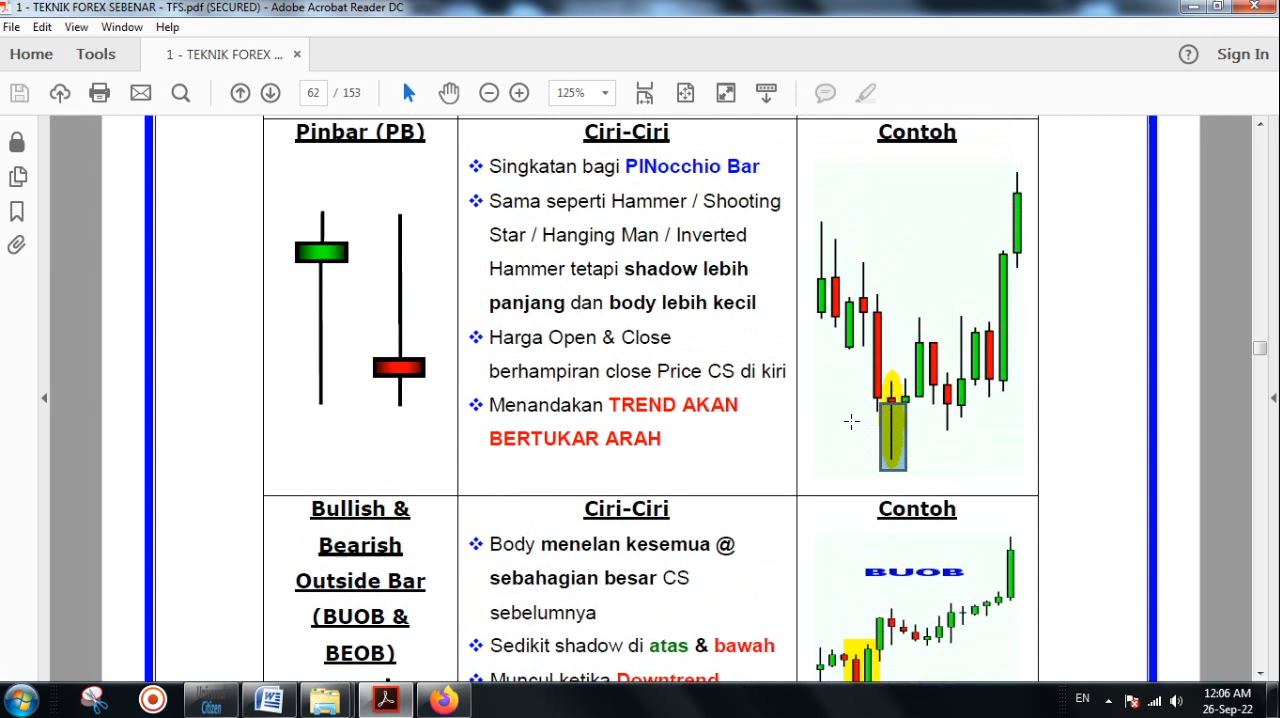 1 - TEKNIK FOREX SEBENAR - TFS.pdf (SECURED) - Adobe Acrobat Reader DC
File Edit View Window Help
Home Tools 1 - TEKNIK FOREX ... × Sign In
62 / 153 125%
Pinbar (PB)
Ciri-Ciri
Contoh
Singkatan bagi PINocchio Bar
Sama seperti Hammer / Shooting
Star / Hanging Man / Inverted
Hammer tetapi shadow lebih
panjang dan body lebih kecil
Harga Open & Close
berhampiran close Price CS di kiri
Menandakan TREND AKAN
BERTUKAR ARAH
Bullish &
Bearish
Outside Bar
(BUOB &
BEOB)
Ciri-Ciri
Body menelan kesemua @
sebahagian besar CS
sebelumnya
Sedikit shadow di atas & bawah
Muncul ketika Downtrend
Contoh
BUOB
Citizen
EN
12:06 AM
26-Sep-22